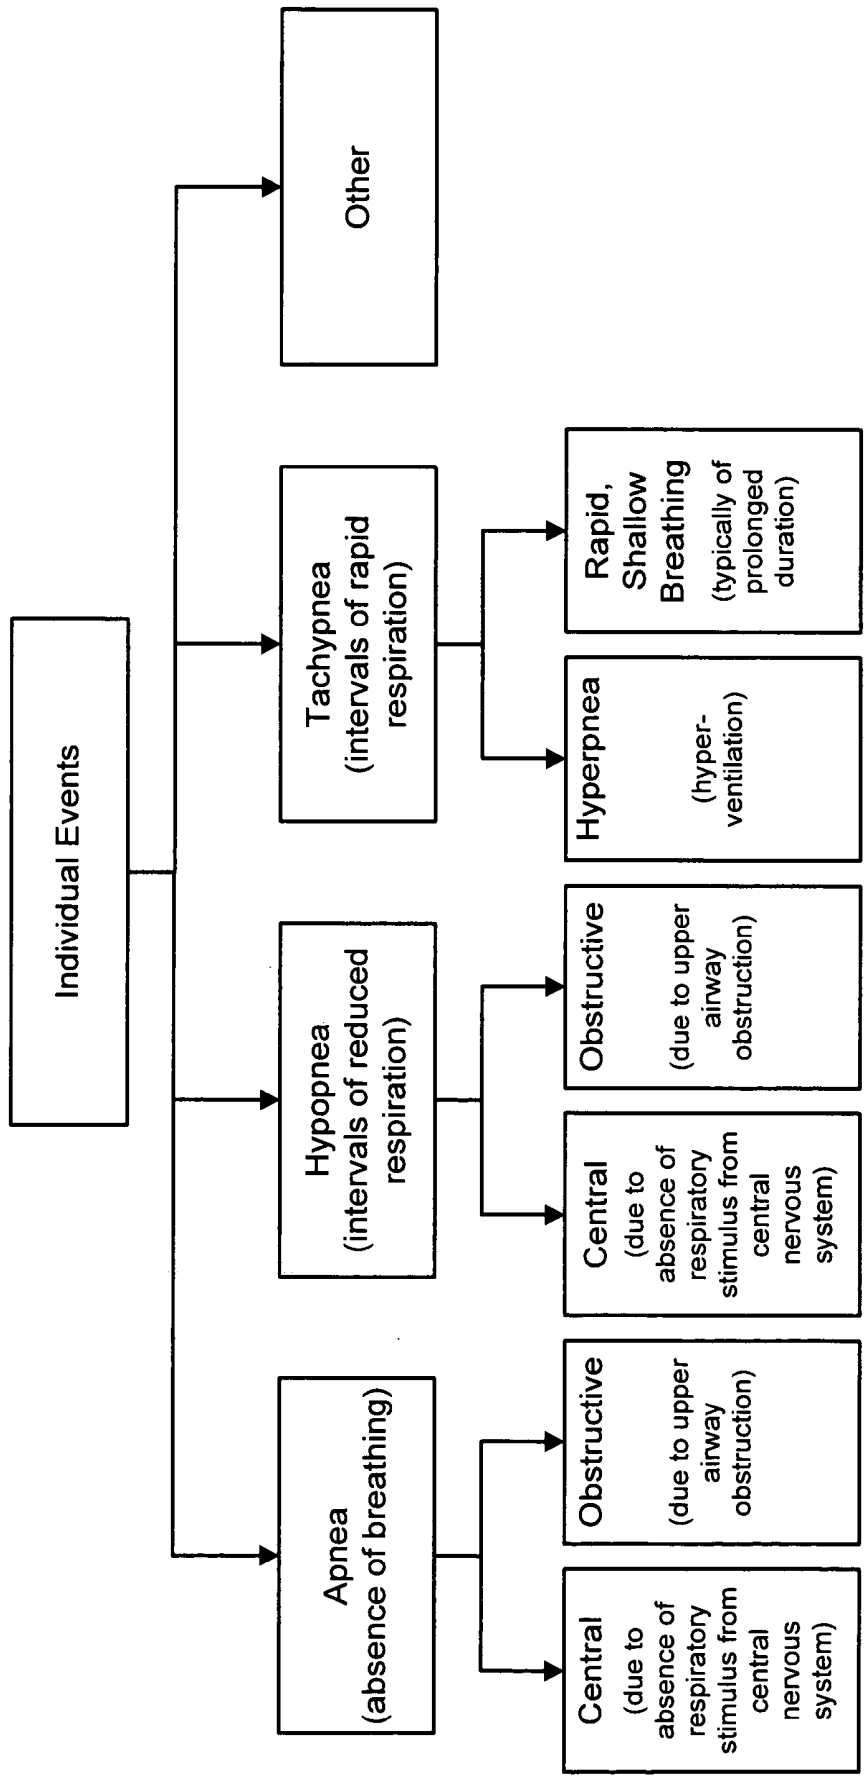 Individual Events
Apnea
(absence of breathing)
Hypopnea
(intervals of reduced
respiration)
Tachypnea
(intervals of rapid
respiration)
Other
Central
(due to
absence of
respiratory
stimulus from
central
nervous
system)
Obstructive
(due to upper
airway
obstruction)
Central
(due to
absence of
respiratory
stimulus from
central
nervous
system)
Obstructive
(due to upper
airway
obstruction)
Hyperpnea
(hyper-
ventilation)
Rapid,
Shallow
Breathing
(typically of
prolonged
duration)